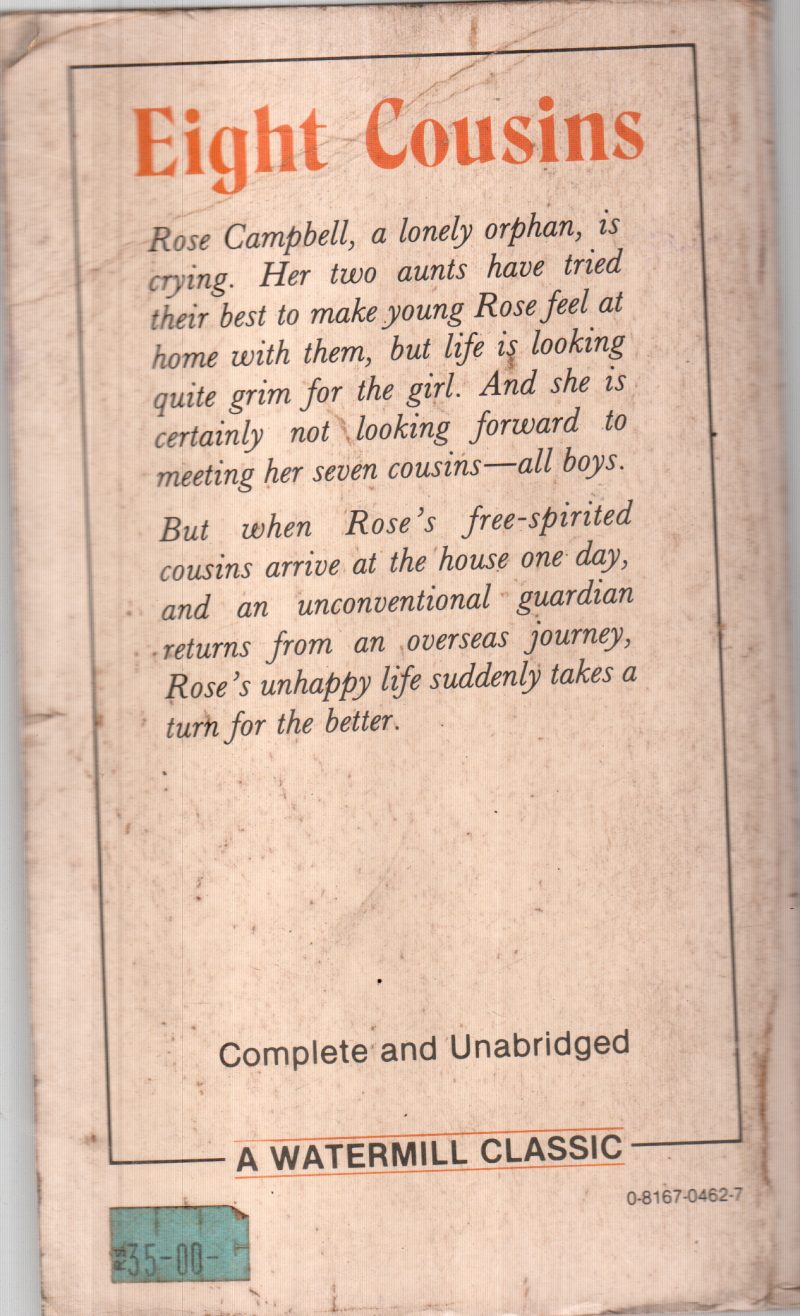 Eight Cousins
Rose Campbell, a lonely orphan, is
crying. Her two aunts have tried
their best to make young Rose feel at
home with them, but life is looking
quite grim for the girl. And she is
certainly not looking forward to
meeting her seven cousins—all boys.
But when Rose's free-spirited
cousins arrive at the house one day,
and an unconventional guardian
returns from an overseas journey,
Rose's unhappy life suddenly takes a
turn for the better.
Complete and Unabridged
A WATERMILL CLASSIC
0-8167-0462-7
RS 35-00-